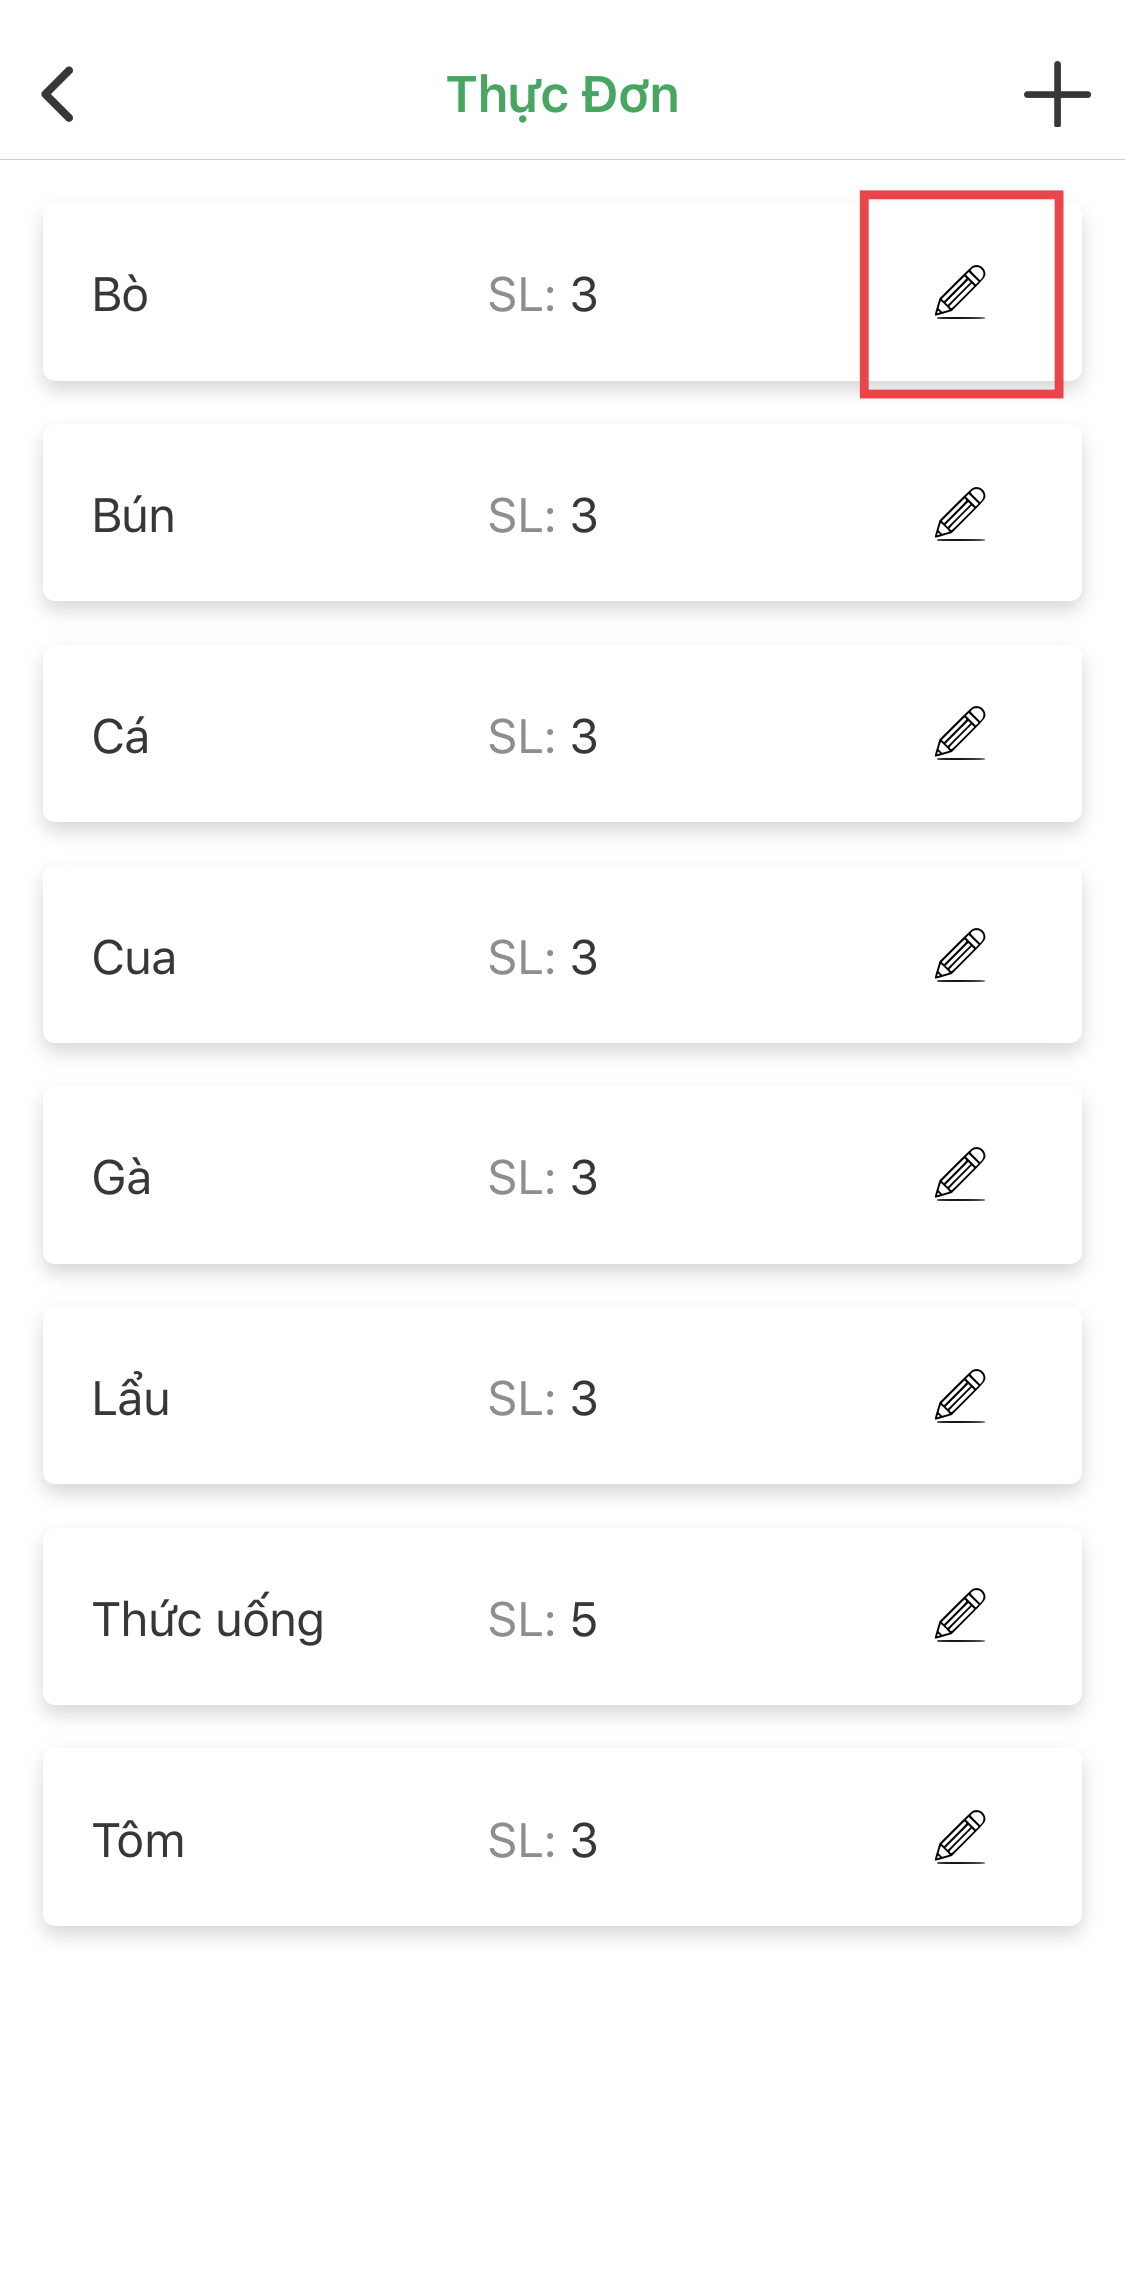 Thực Đơn
Bò SL: 3
Bún SL: 3
Cá SL: 3
Cua SL: 3
Gà SL: 3
Lẩu SL: 3
Thức uống SL: 5
Tôm SL: 3